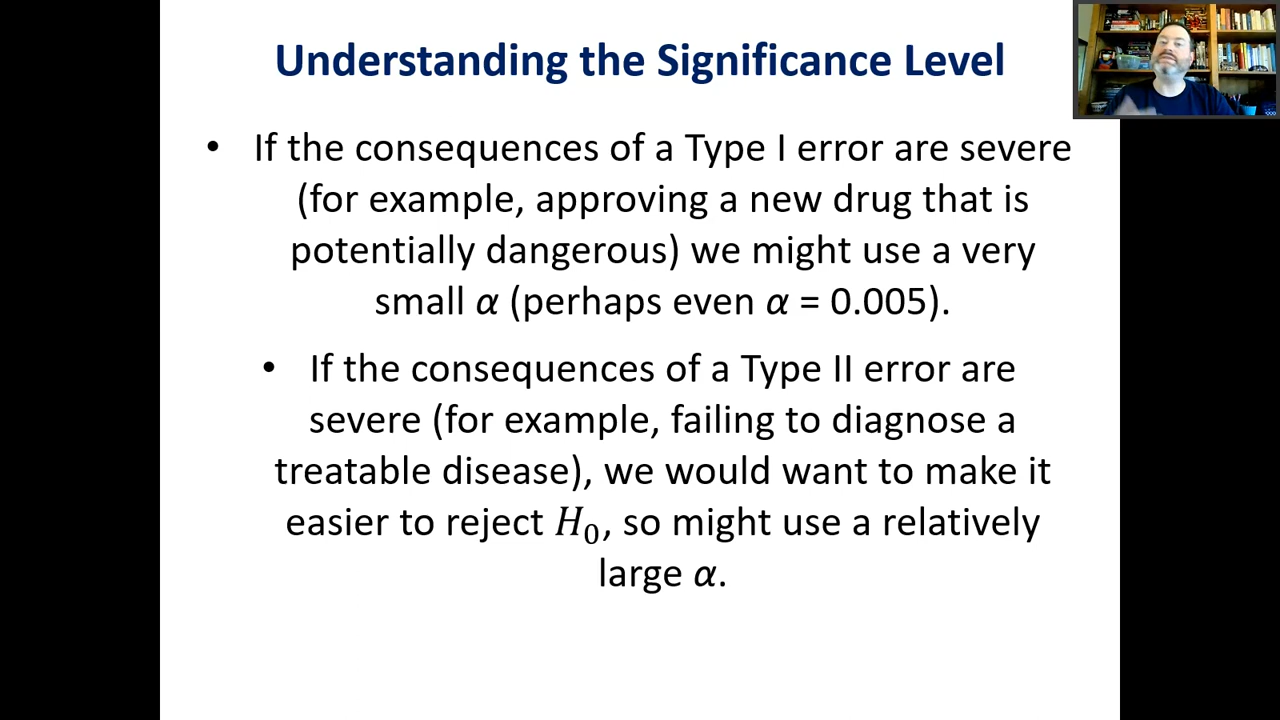 Understanding the Significance Level
• If the consequences of a Type I error are severe
(for example, approving a new drug that is
potentially dangerous) we might use a very
small α (perhaps even α = 0.005).
• If the consequences of a Type II error are
severe (for example, failing to diagnose a
treatable disease), we would want to make it
easier to reject H₀, so might use a relatively
large α.